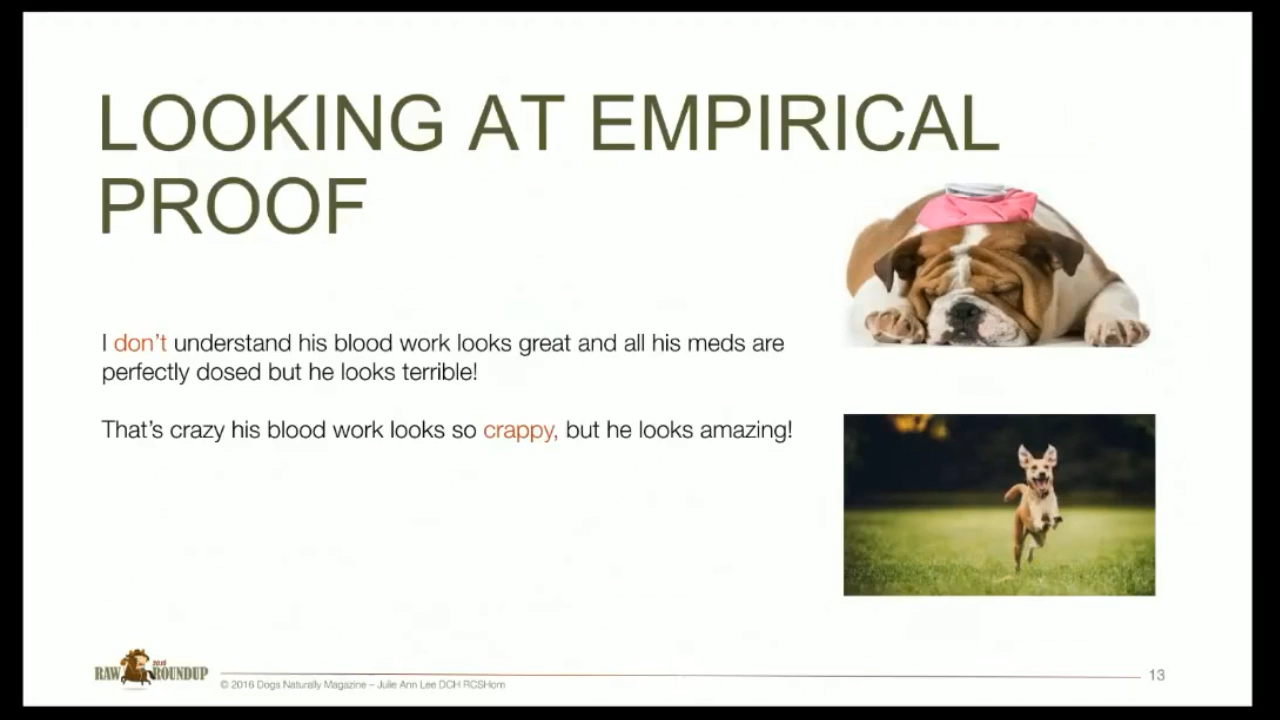 LOOKING AT EMPIRICAL
PROOF
I don't understand his blood work looks great and all his meds are
perfectly dosed but he looks terrible!
That's crazy his blood work looks so crappy, but he looks amazing!
RAW 2016 ROUNDUP
© 2016 Dogs Naturally Magazine – Julie Ann Lee DCH RCSHom
13